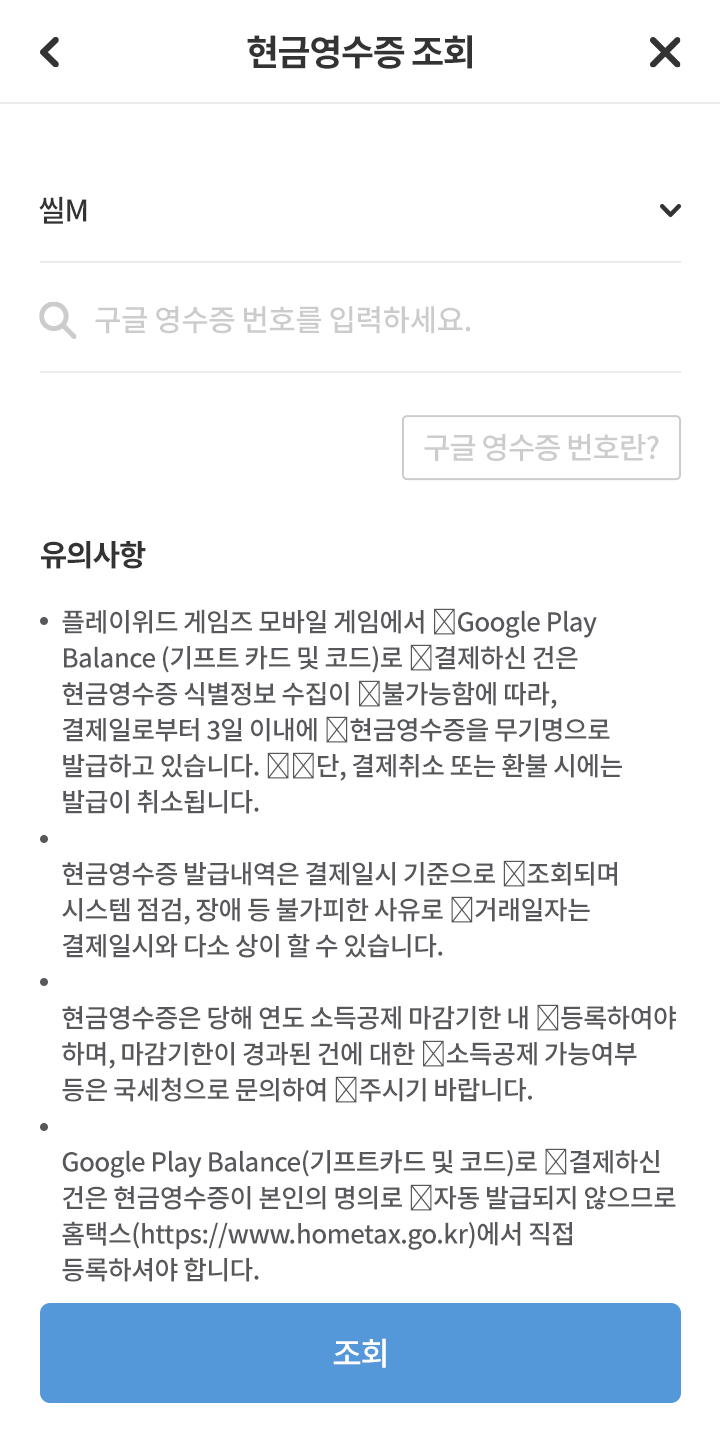 현금영수증 조회
씰M
구글 영수증 번호를 입력하세요.
구글 영수증 번호란?
유의사항
• 플레이위드 게임즈 모바일 게임에서 Google Play
Balance (기프트 카드 및 코드)로 결제하신 건은
현금영수증 식별정보 수집이 불가능함에 따라,
결제일로부터 3일 이내에 현금영수증을 무기명으로
발급하고 있습니다. 단, 결제취소 또는 환불 시에는
발급이 취소됩니다.
•
현금영수증 발급내역은 결제일시 기준으로 조회되며
시스템 점검, 장애 등 불가피한 사유로 거래일자는
결제일시와 다소 상이 할 수 있습니다.
•
현금영수증은 당해 연도 소득공제 마감기한 내 등록하여야
하며, 마감기한이 경과된 건에 대한 소득공제 가능여부
등은 국세청으로 문의하여 주시기 바랍니다.
•
Google Play Balance(기프트카드 및 코드)로 결제하신
건은 현금영수증이 본인의 명의로 자동 발급되지 않으므로
홈택스(https://www.hometax.go.kr)에서 직접
등록하셔야 합니다.
조회